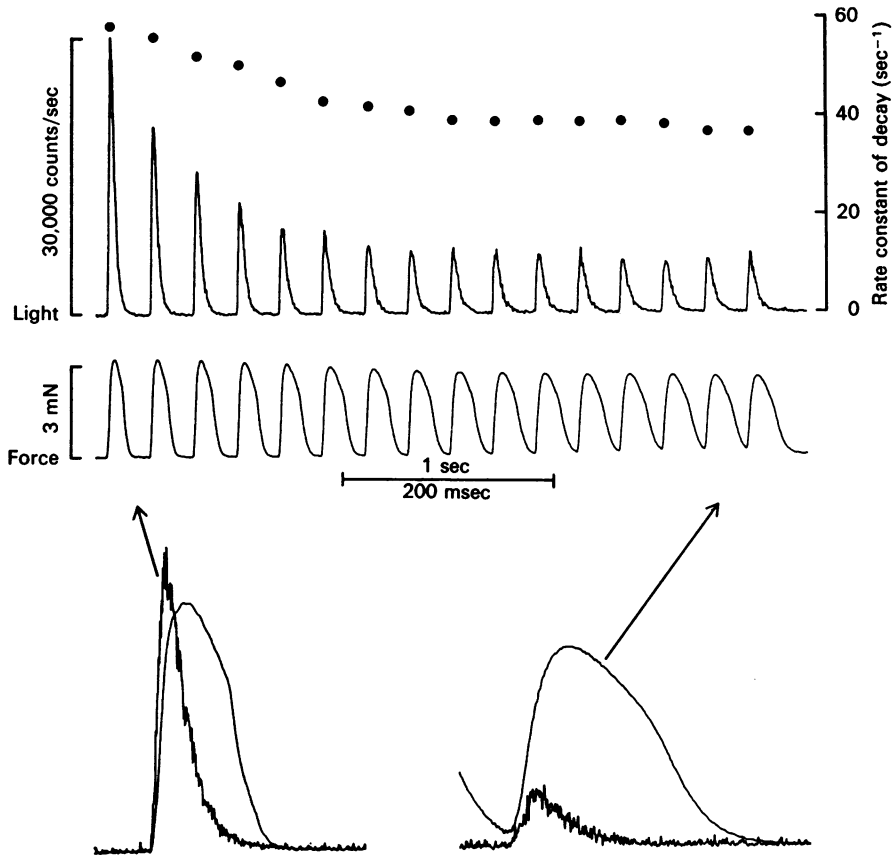 60
40
20
0
Rate constant of decay (sec⁻¹)
30,000 counts/sec
Light
3 mN
Force
1 sec
200 msec